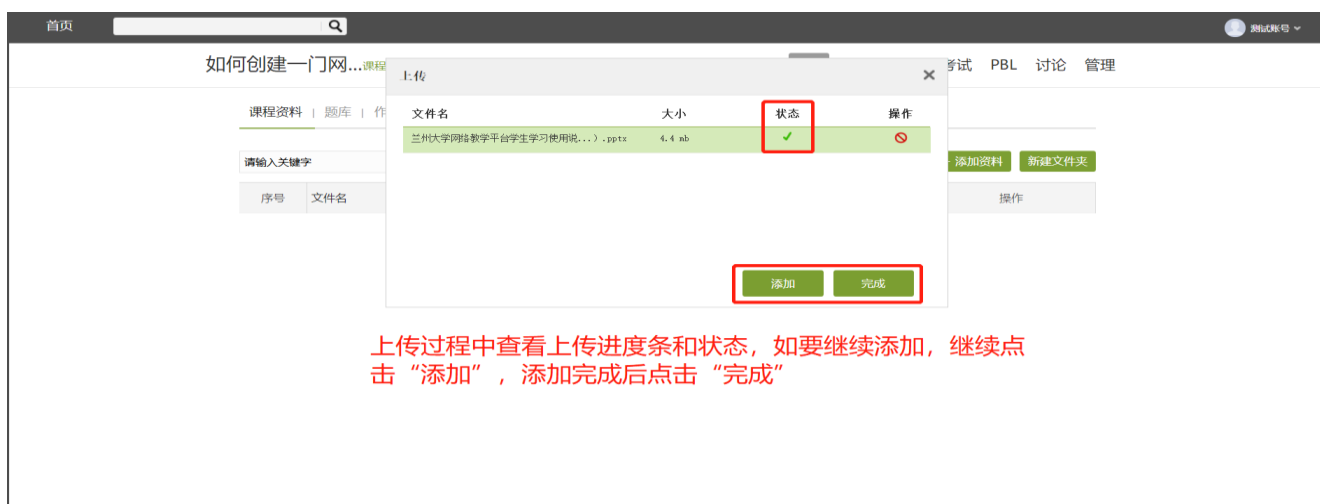 首页
测试账号
如何创建一门网...课程
考试 PBL 讨论 管理
上传
课程资料 | 题库 | 作
文件名 大小 状态 操作
兰州大学网络教学平台学生学习使用说...）.pptx 4.4 mb
请输入关键字
添加资料 新建文件夹
序号 文件名 操作
添加 完成
上传过程中查看上传进度条和状态，如要继续添加，继续点
击“添加”，添加完成后点击“完成”